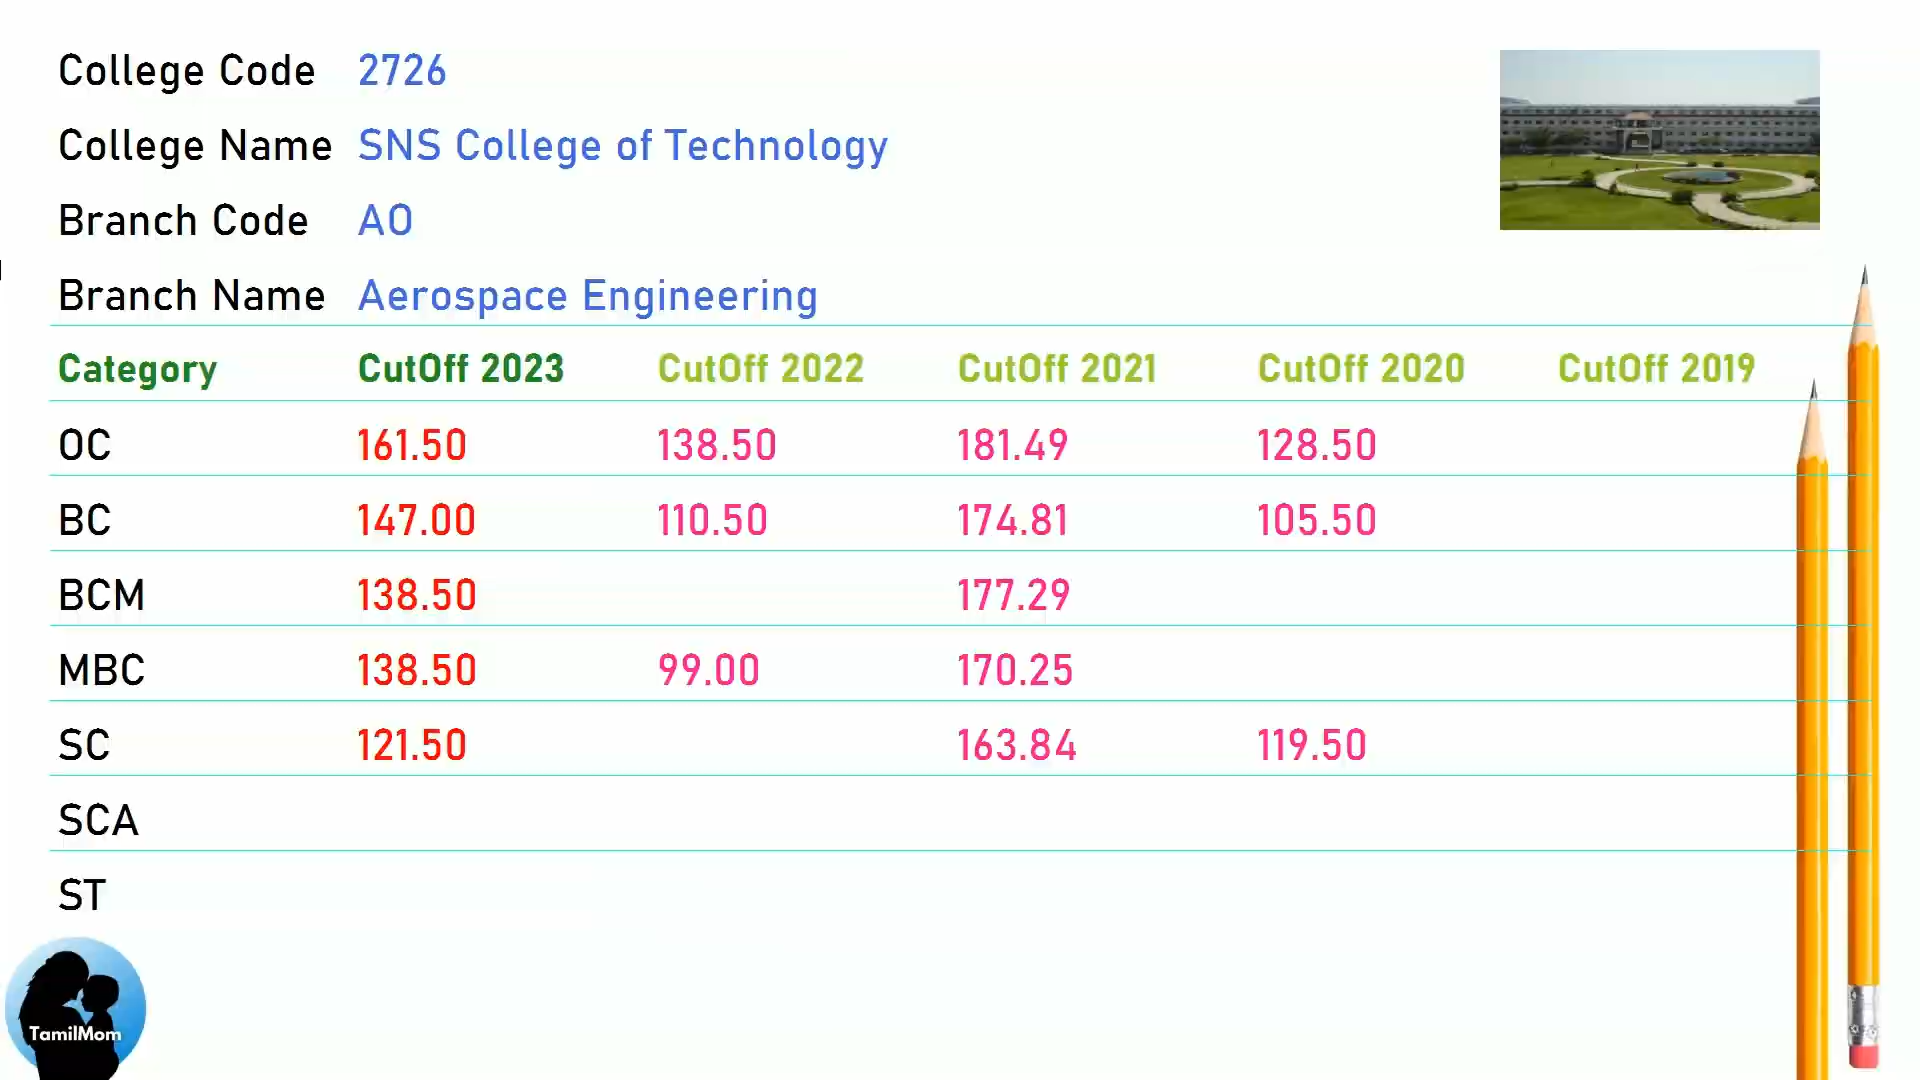 College Code 2726
College Name SNS College of Technology
Branch Code AO
Branch Name Aerospace Engineering
Category CutOff 2023 CutOff 2022 CutOff 2021 CutOff 2020 CutOff 2019
OC 161.50 138.50 181.49 128.50
BC 147.00 110.50 174.81 105.50
BCM 138.50 177.29
MBC 138.50 99.00 170.25
SC 121.50 163.84 119.50
SCA
ST
TamilMom